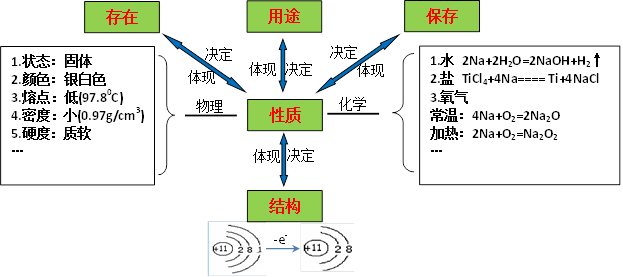 存在
用途
保存
决定
体现
体现
决定
决定
体现
1.状态：固体
2.颜色：银白色
3.熔点：低(97.8⁰C)
4.密度：小(0.97g/cm³)
5.硬度：质软
---
物理
性质
化学
1.水 2Na+2H₂O=2NaOH+H₂↑
2.盐 TiCl₄+4Na====Ti+4NaCl
3.氧气
常温：4Na+O₂=2Na₂O
加热：2Na+O₂=Na₂O₂
---
体现
决定
结构
+11 2 8 1
-e⁻
+11 2 8